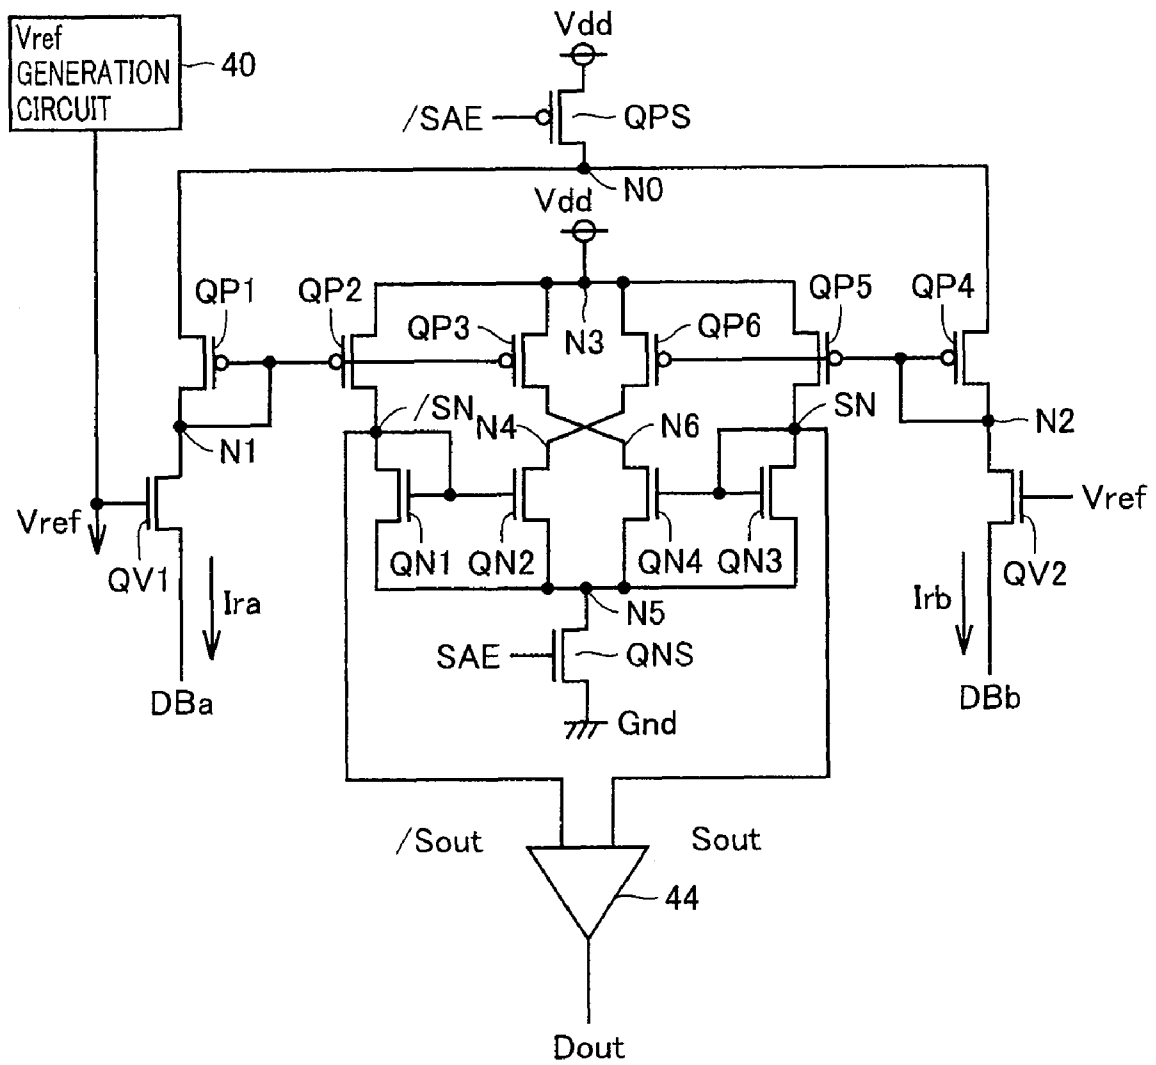 Vref
GENERATION
CIRCUIT
40
Vdd
/SAE
QPS
N0
Vdd
QP1
QP2
QP3
N3
QP6
QP5
QP4
/SN
N4
N6
SN
N1
N2
Vref
QV1
QN1
QN2
QN4
QN3
QV2
Vref
Ira
N5
Irb
SAE
QNS
DBa
DBb
Gnd
/Sout
Sout
44
Dout